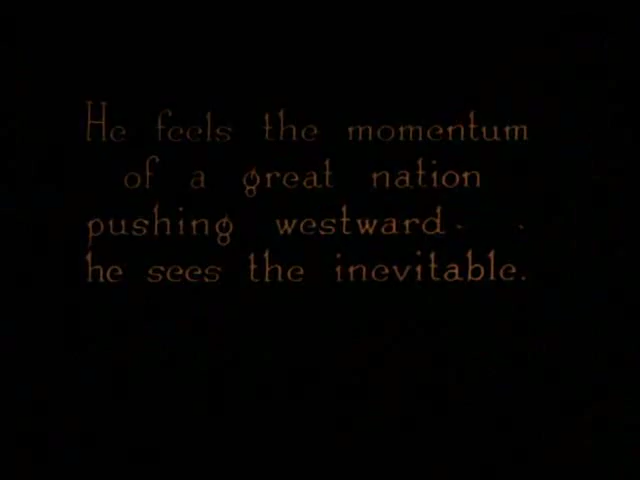 He feels the momentum
of a great nation
pushing westward · ·
he sees the inevitable.